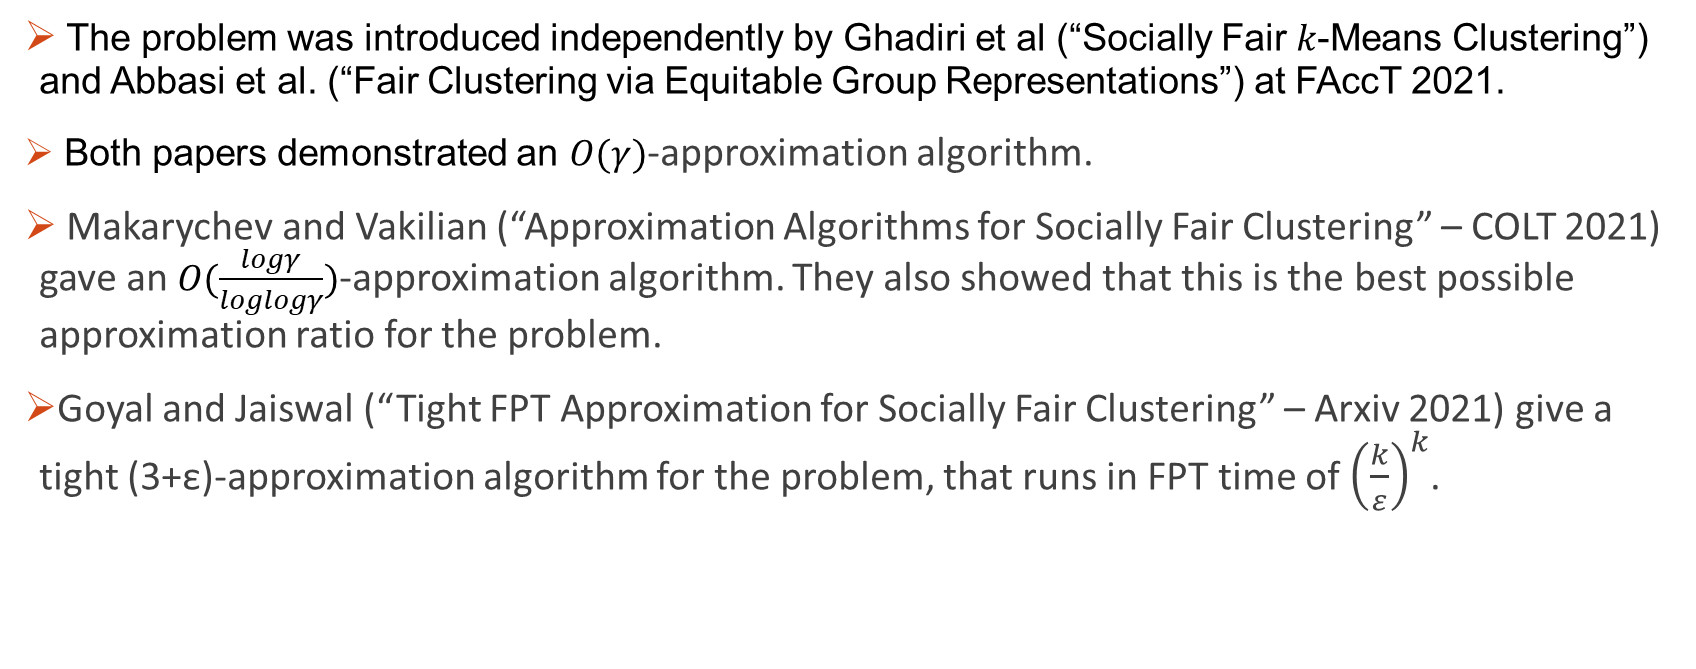 ➢ The problem was introduced independently by Ghadiri et al (“Socially Fair k-Means Clustering”)
and Abbasi et al. (“Fair Clustering via Equitable Group Representations”) at FAccT 2021.
➢ Both papers demonstrated an O(γ)-approximation algorithm.
➢ Makarychev and Vakilian (“Approximation Algorithms for Socially Fair Clustering” – COLT 2021)
gave an O(logγ/loglogγ)-approximation algorithm. They also showed that this is the best possible
approximation ratio for the problem.
➢Goyal and Jaiswal (“Tight FPT Approximation for Socially Fair Clustering” – Arxiv 2021) give a
tight (3+ε)-approximation algorithm for the problem, that runs in FPT time of (k/ε)^k.